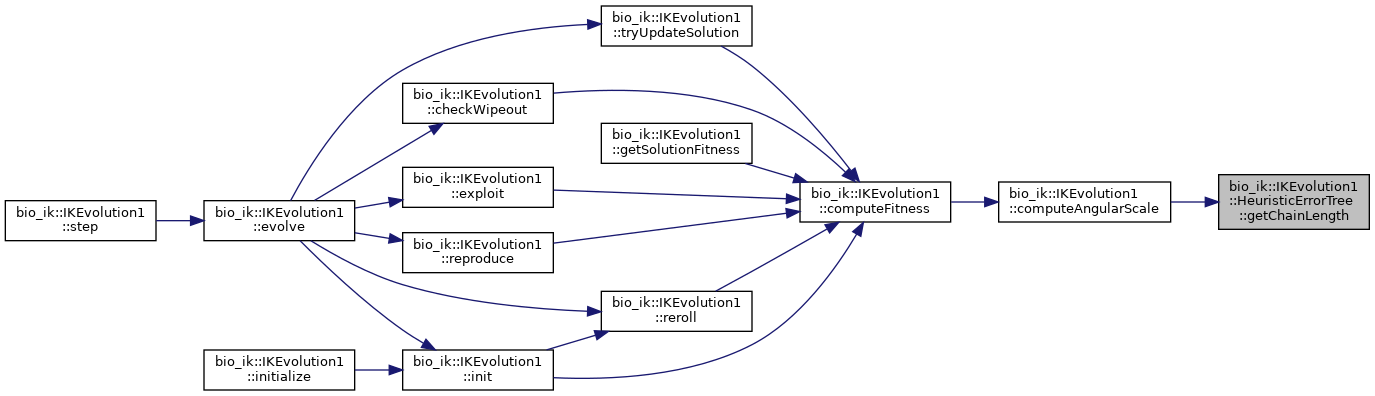 bio_ik::IKEvolution1
::step
bio_ik::IKEvolution1
::evolve
bio_ik::IKEvolution1
::initialize
bio_ik::IKEvolution1
::checkWipeout
bio_ik::IKEvolution1
::exploit
bio_ik::IKEvolution1
::reproduce
bio_ik::IKEvolution1
::init
bio_ik::IKEvolution1
::tryUpdateSolution
bio_ik::IKEvolution1
::getSolutionFitness
bio_ik::IKEvolution1
::reroll
bio_ik::IKEvolution1
::computeFitness
bio_ik::IKEvolution1
::computeAngularScale
bio_ik::IKEvolution1
::HeuristicErrorTree
::getChainLength